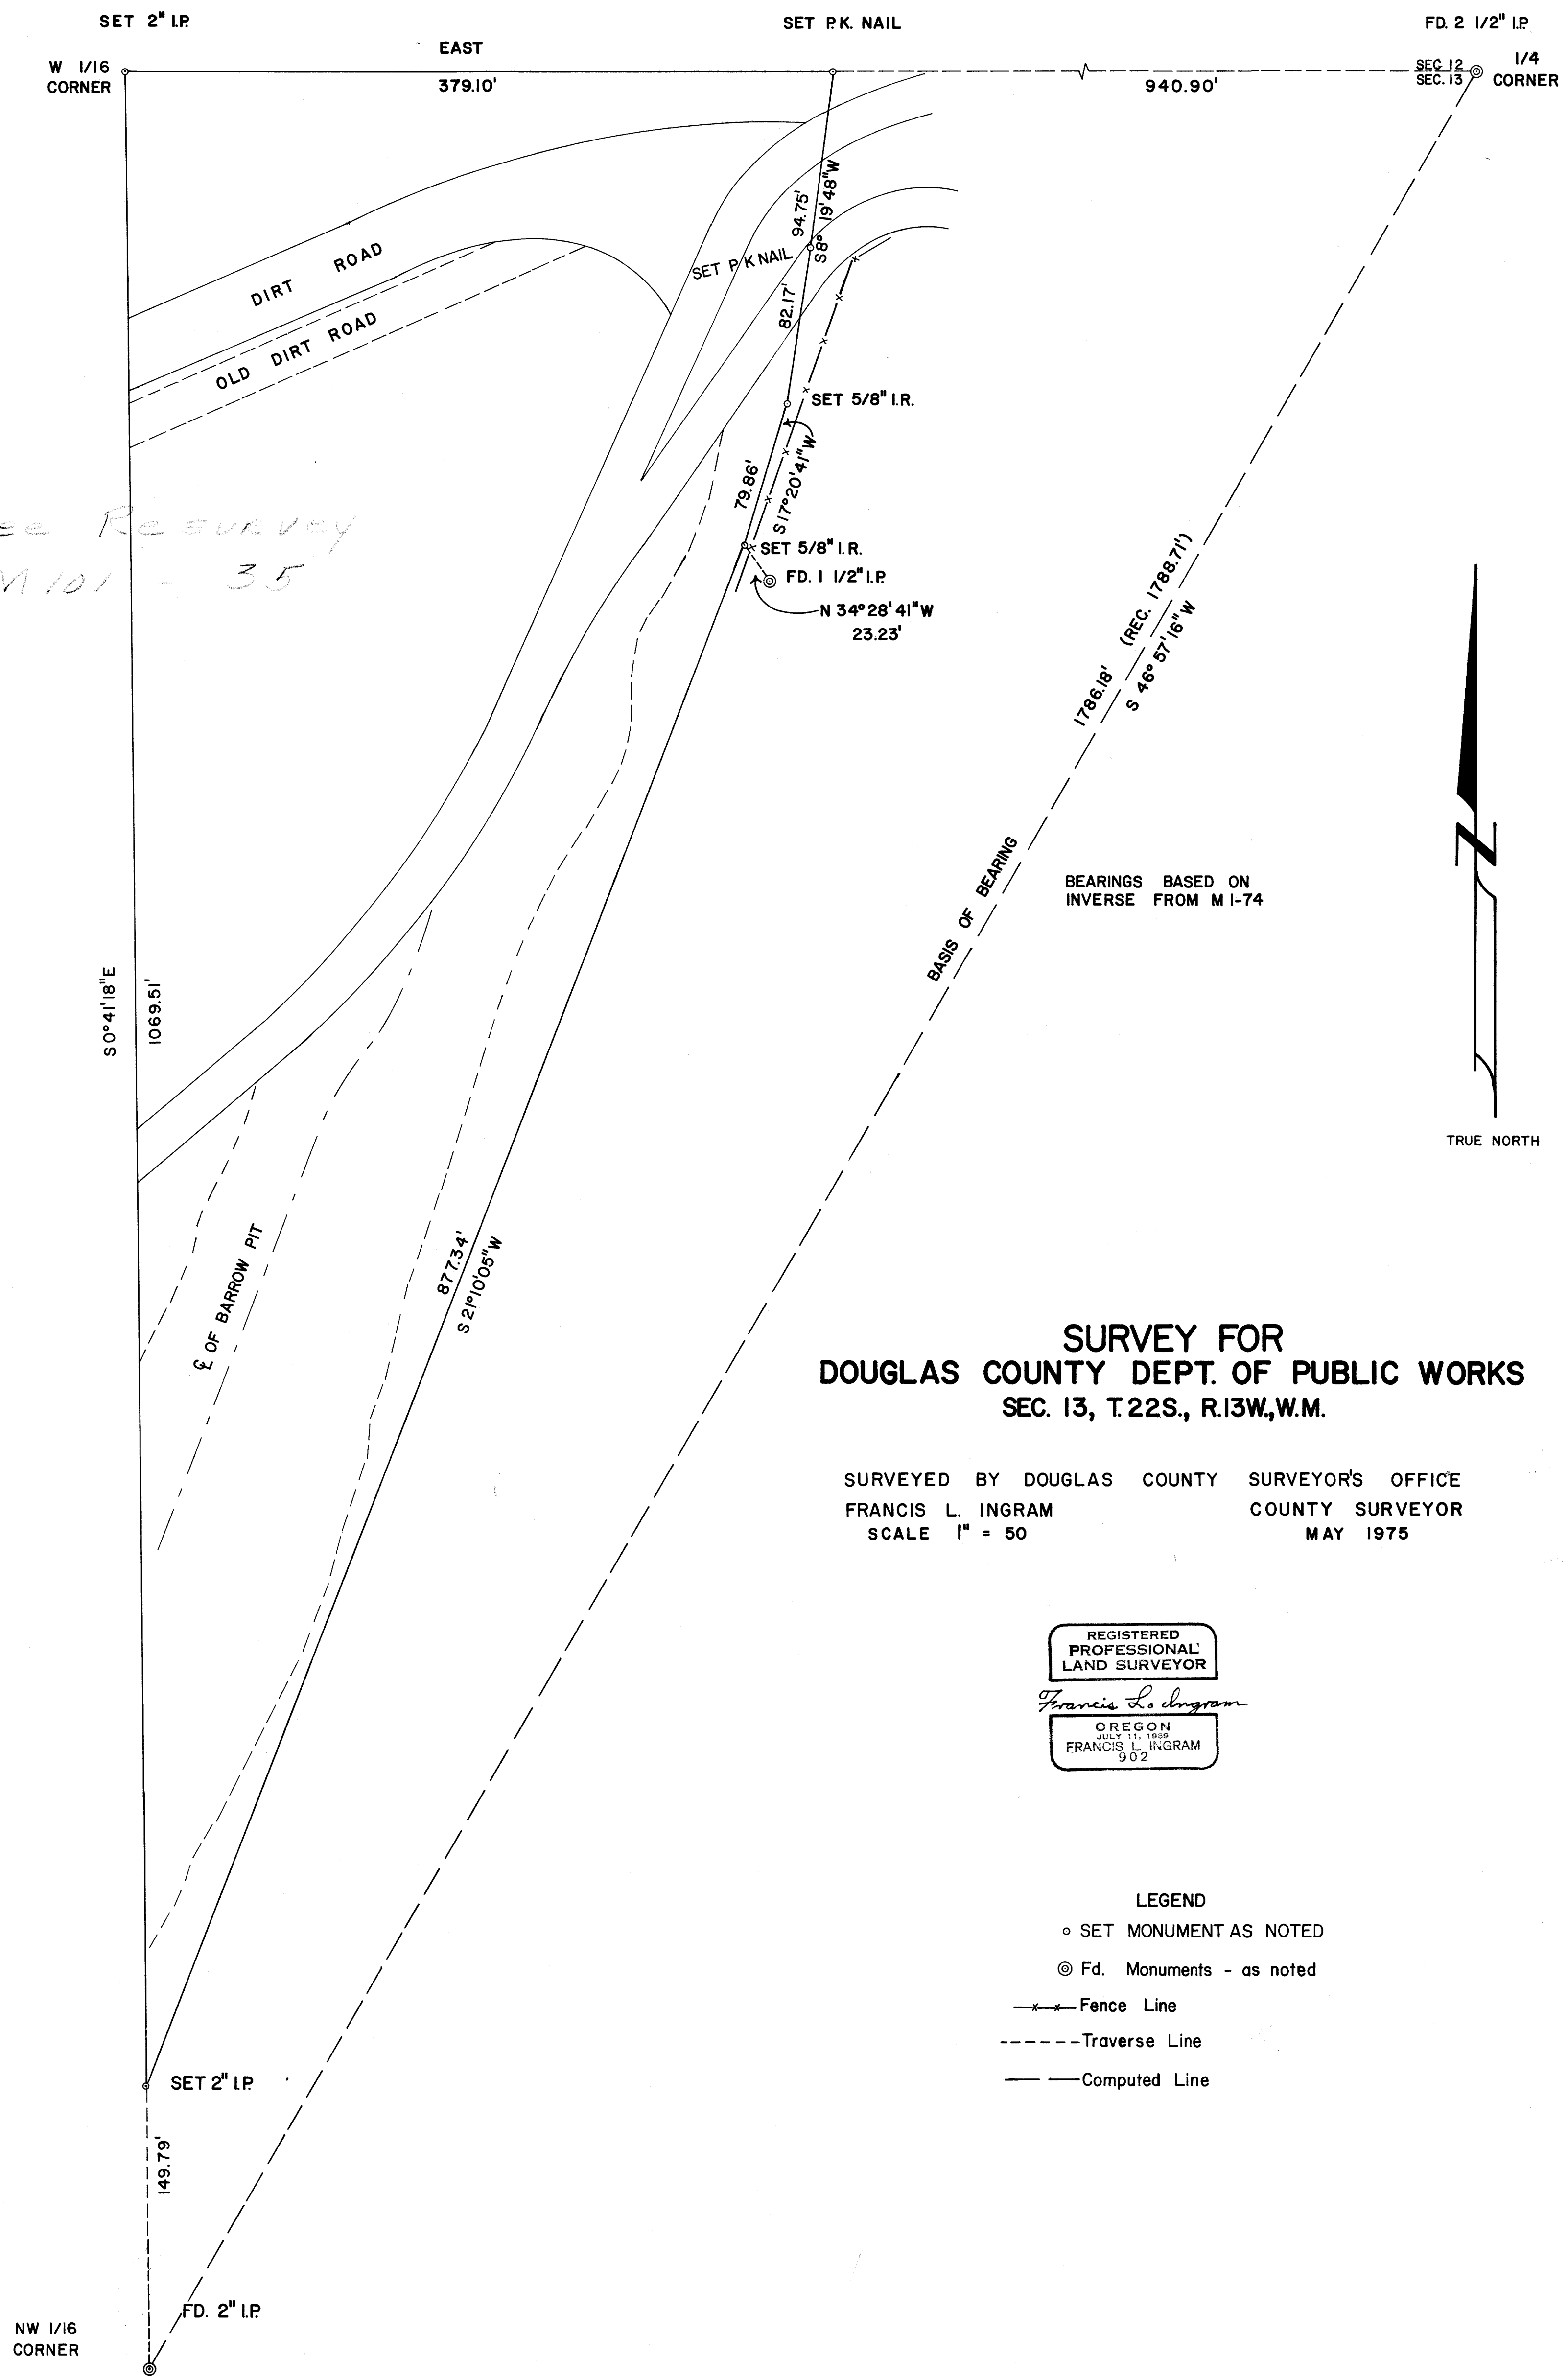 SET 2" I.P.
SET P.K. NAIL
FD. 2 1/2" I.P.
EAST
W 1/16
CORNER
379.10'
940.90'
SEC 12
SEC. 13
1/4
CORNER
94.75'
S8° 19' 48"W
SET P K NAIL
DIRT ROAD
OLD DIRT ROAD
82.17'
SET 5/8" I.R.
79.86'
S 17° 20' 41" W
Resurvey
M 101 - 35
SET 5/8" I.R.
FD. 1 1/2" I.P.
N 34° 28' 41" W
23.23'
1786.18' (REC. 1788.71')
S 46° 57' 16" W
BASIS OF BEARING
BEARINGS BASED ON
INVERSE FROM M 1-74
N
TRUE NORTH
S 0° 41' 18" E
1069.51'
℄ OF BARROW PIT
877.34'
S 21° 10' 05" W
SURVEY FOR
DOUGLAS COUNTY DEPT. OF PUBLIC WORKS
SEC. 13, T. 22S., R.13W., W.M.
SURVEYED BY DOUGLAS COUNTY SURVEYOR'S OFFICE
FRANCIS L. INGRAM COUNTY SURVEYOR
SCALE 1" = 50 MAY 1975
REGISTERED
PROFESSIONAL
LAND SURVEYOR
Francis L. Ingram
OREGON
JULY 11, 1969
FRANCIS L. INGRAM
902
LEGEND
SET MONUMENT AS NOTED
Fd. Monuments - as noted
Fence Line
Traverse Line
Computed Line
SET 2" I.P.
149.79'
FD. 2" I.P.
NW 1/16
CORNER